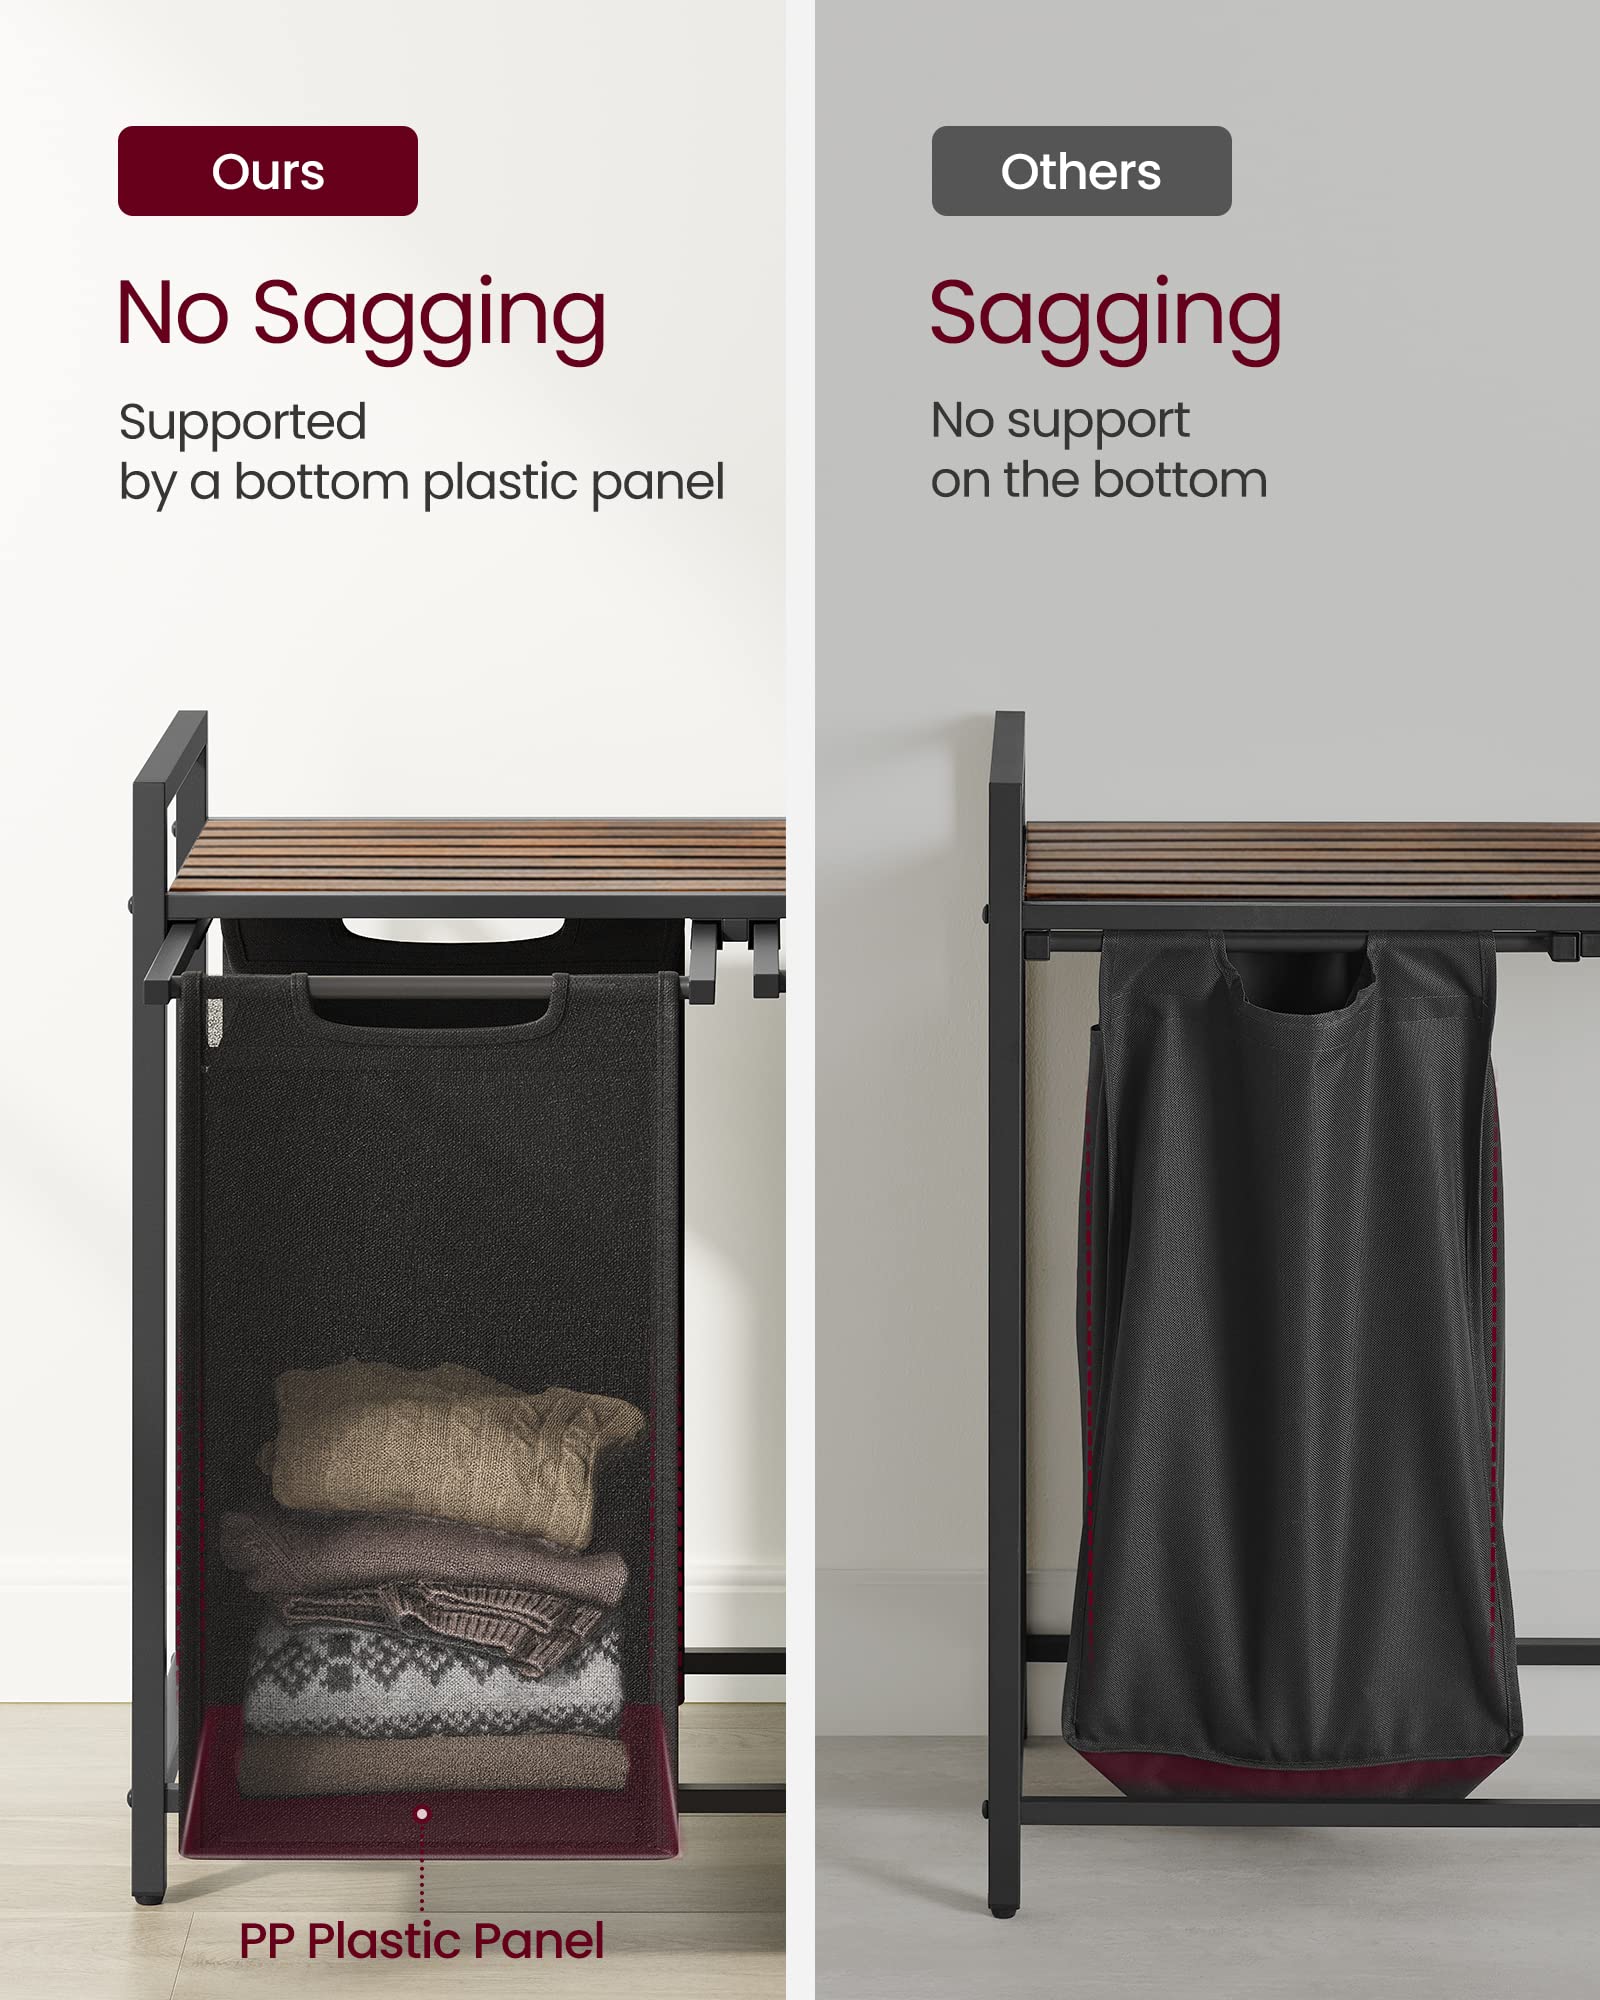 Ours
No Sagging
Supported
by a bottom plastic panel
PP Plastic Panel
Others
Sagging
No support
on the bottom